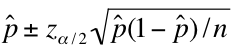 p̂ ± z_{α/2}√(p̂(1− p̂)/n)